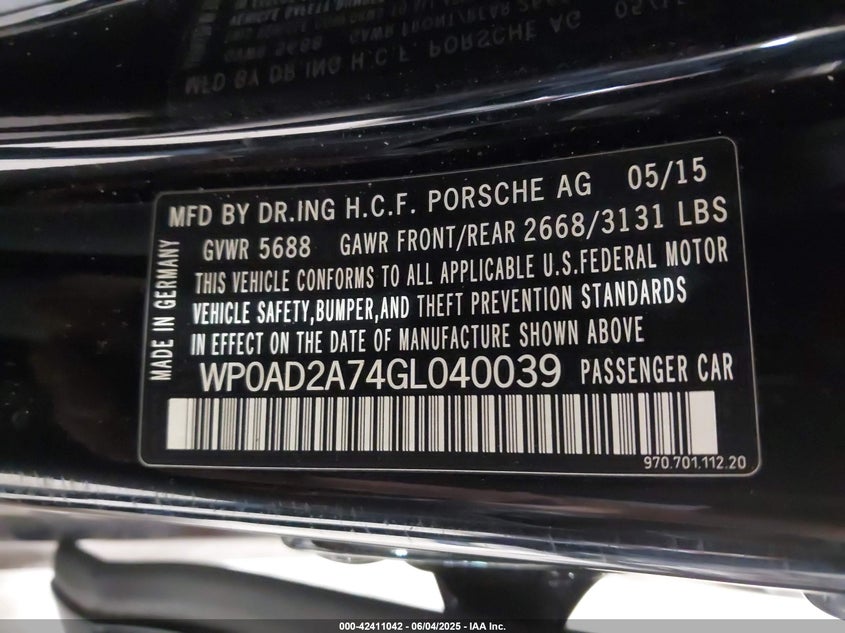 MFD BY DR.ING H.C.F. PORSCHE AG 05/15
GVWR 5688 GAWR FRONT/REAR 2668/3131 LBS
THIS VEHICLE CONFORMS TO ALL APPLICABLE U.S.FEDERAL MOTOR
VEHICLE SAFETY,BUMPER,AND THEFT PREVENTION STANDARDS
IN EFFECT ON THE DATE OF MANUFACTURE SHOWN ABOVE
WP0AD2A74GL040039 PASSENGER CAR
MADE IN GERMANY
970.701.112.20
000-42411042 - 06/04/2025 - IAA Inc.